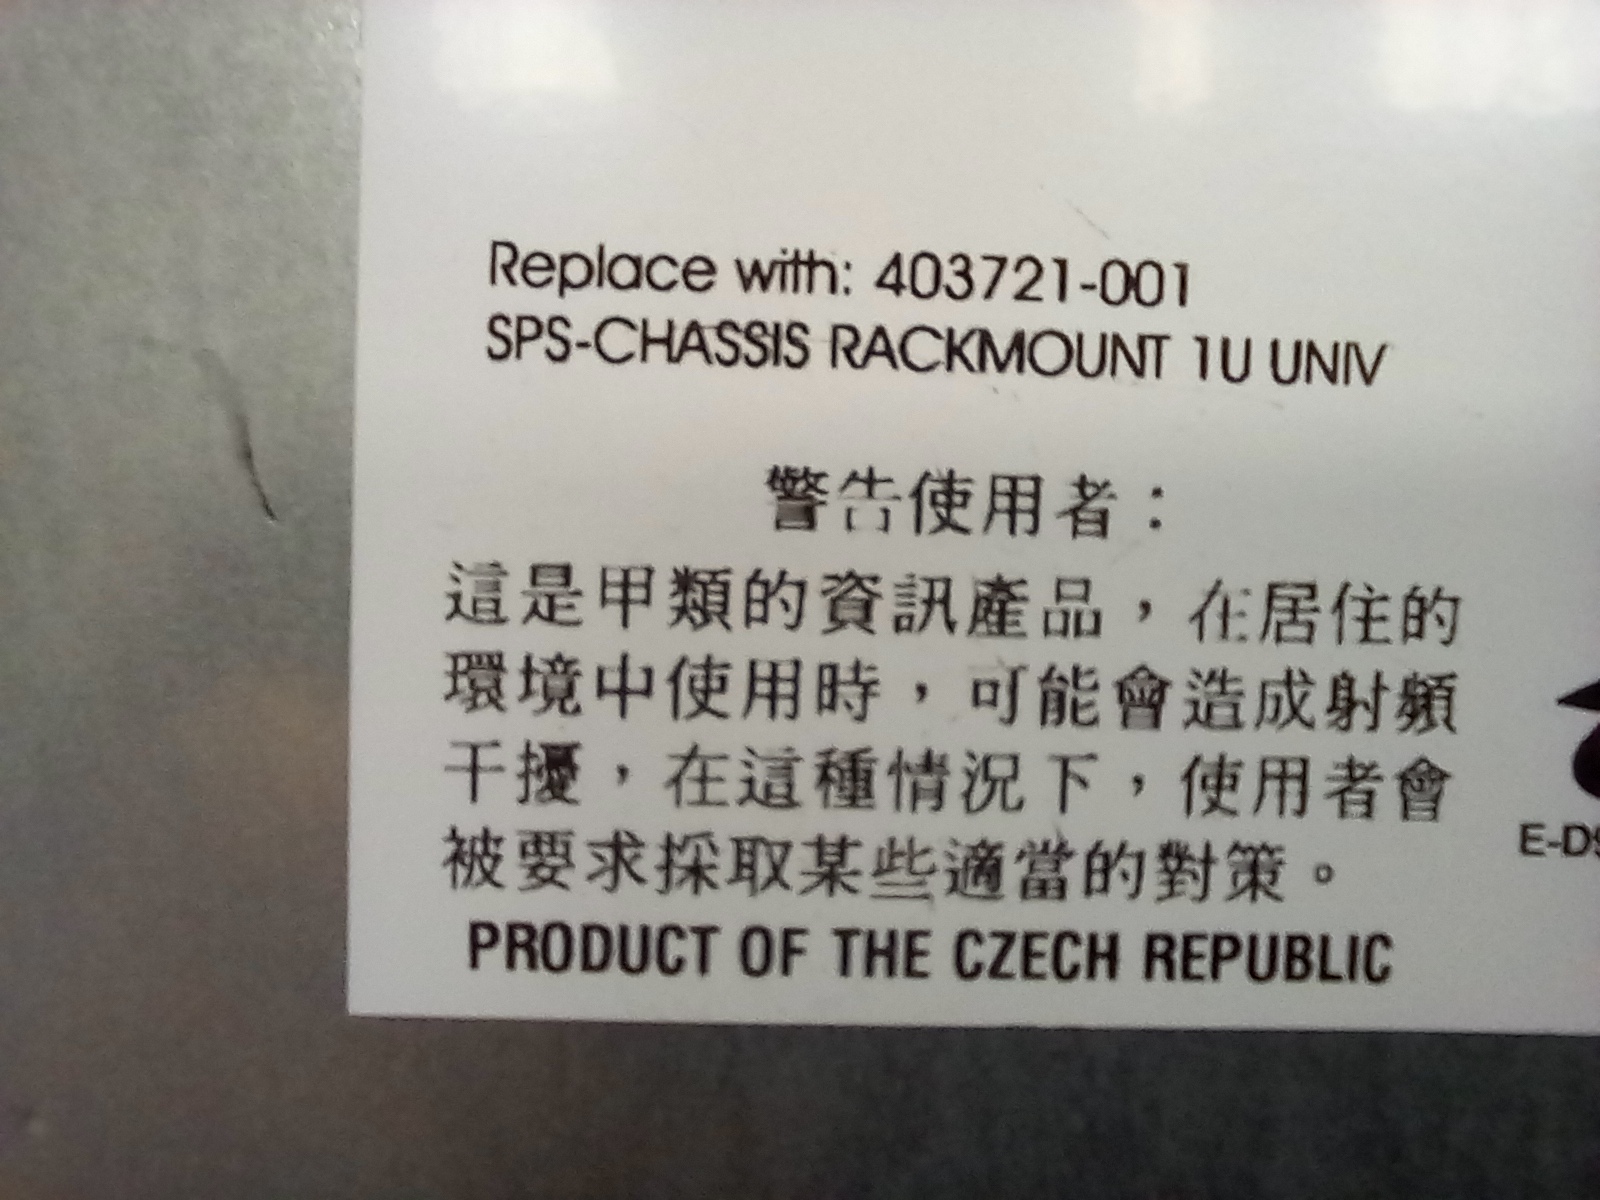 Replace with: 403721-001
SPS-CHASSIS RACKMOUNT 1U UNIV
警告使用者：
這是甲類的資訊產品，在居住的
環境中使用時，可能會造成射頻
干擾，在這種情況下，使用者會
被要求採取某些適當的對策。
PRODUCT OF THE CZECH REPUBLIC